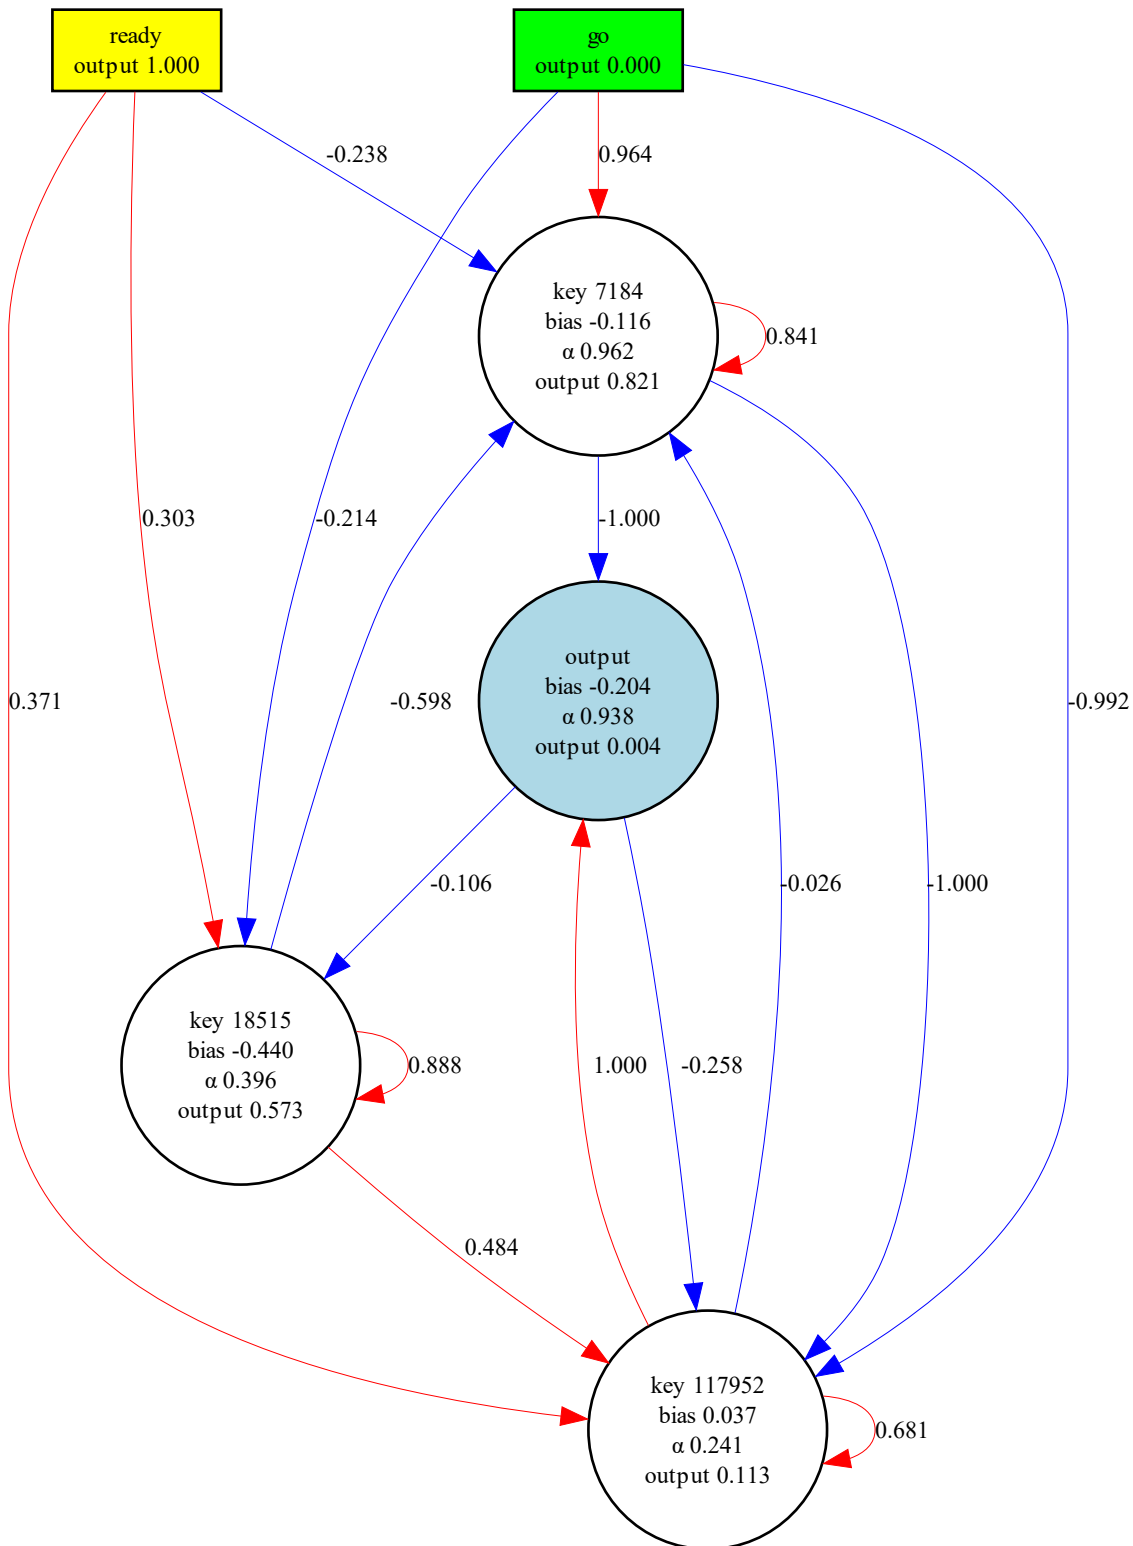 ready
output 1.000
go
output 0.000
-0.238
0.964
key 7184
bias -0.116
α 0.962
output 0.821
0.841
0.303
-0.214
-1.000
output
bias -0.204
α 0.938
output 0.004
0.371
-0.598
-0.992
-0.106
-0.026
-1.000
key 18515
bias -0.440
α 0.396
output 0.573
0.888
1.000
-0.258
0.484
key 117952
bias 0.037
α 0.241
output 0.113
0.681